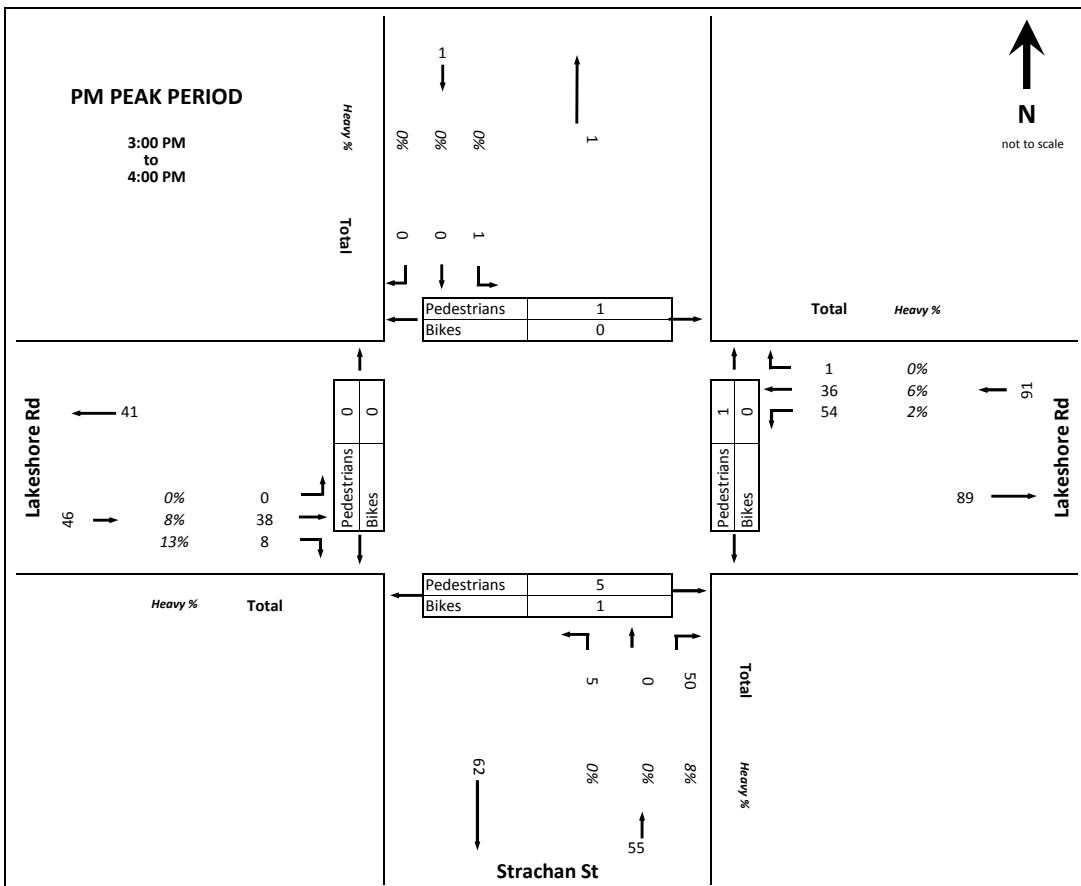 PM PEAK PERIOD
3:00 PM
to
4:00 PM
N
not to scale
1
1
Heavy %
0%
0%
0%
Total
0
0
1
Pedestrians 1
Bikes 0
Total Heavy %
1 0%
36 6%
54 2%
91
89
Lakeshore Rd
Pedestrians 1
Bikes 0
Lakeshore Rd
41
46
0% 0
8% 38
13% 8
Heavy % Total
Pedestrians 0
Bikes 0
Pedestrians 5
Bikes 1
5
0
50
Total
0%
0%
8%
Heavy %
62
55
Strachan St